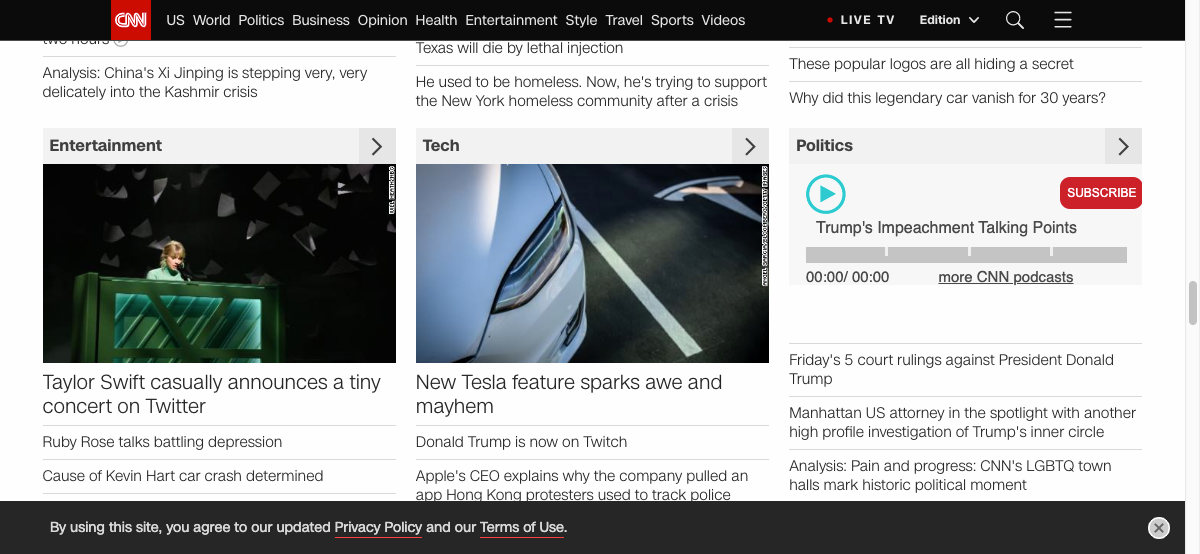 CNN
US World Politics Business Opinion Health Entertainment Style Travel Sports Videos
LIVE TV
Edition
two hours
Analysis: China's Xi Jinping is stepping very, very
delicately into the Kashmir crisis
Texas will die by lethal injection
He used to be homeless. Now, he's trying to support
the New York homeless community after a crisis
These popular logos are all hiding a secret
Why did this legendary car vanish for 30 years?
Entertainment
Taylor Swift casually announces a tiny
concert on Twitter
Ruby Rose talks battling depression
Cause of Kevin Hart car crash determined
Tech
New Tesla feature sparks awe and
mayhem
Donald Trump is now on Twitch
Apple's CEO explains why the company pulled an
app Hong Kong protesters used to track police
Politics
SUBSCRIBE
Trump's Impeachment Talking Points
00:00/ 00:00
more CNN podcasts
Friday's 5 court rulings against President Donald
Trump
Manhattan US attorney in the spotlight with another
high profile investigation of Trump's inner circle
Analysis: Pain and progress: CNN's LGBTQ town
halls mark historic political moment
By using this site, you agree to our updated Privacy Policy and our Terms of Use.